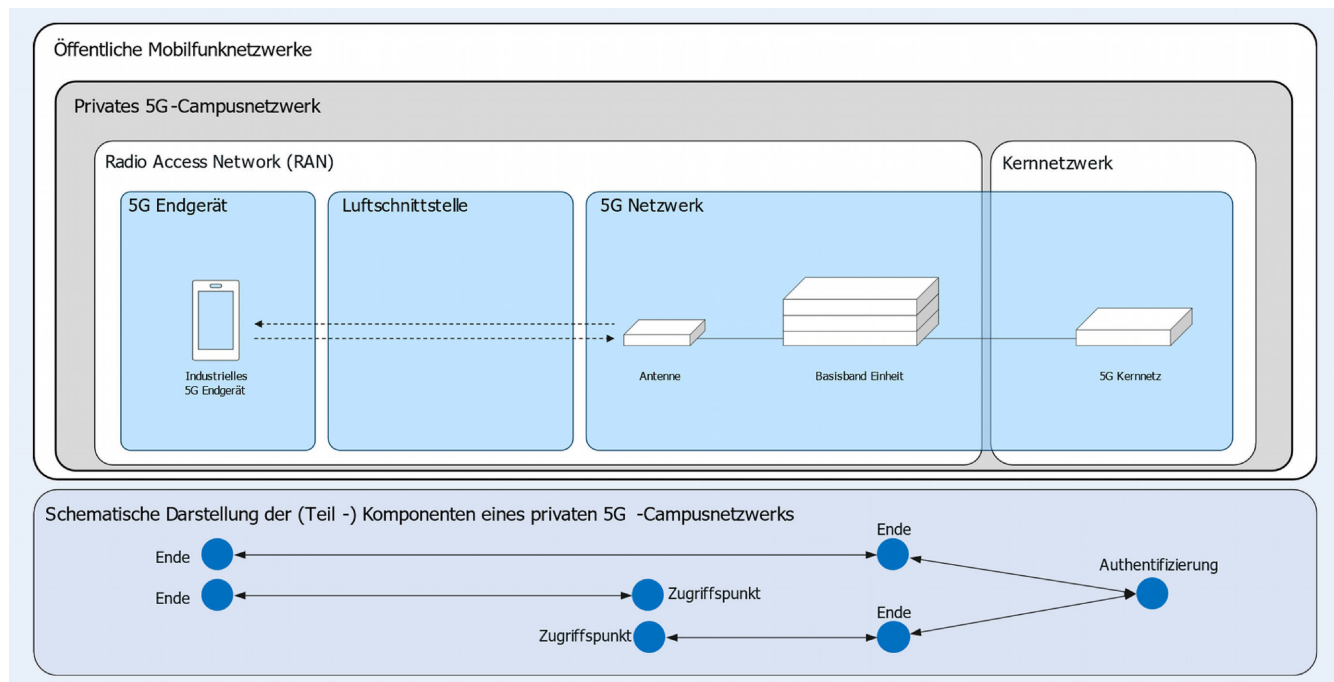 Öffentliche Mobilfunknetzwerke
Privates 5G-Campusnetzwerk
Radio Access Network (RAN)
Kernnetzwerk
5G Endgerät
Luftschnittstelle
5G Netzwerk
Industrielles
5G Endgerät
Antenne
Basisband Einheit
5G Kernnetz
Schematische Darstellung der (Teil -) Komponenten eines privaten 5G -Campusnetzwerks
Ende
Ende
Authentifizierung
Ende
Zugriffspunkt
Ende
Zugriffspunkt